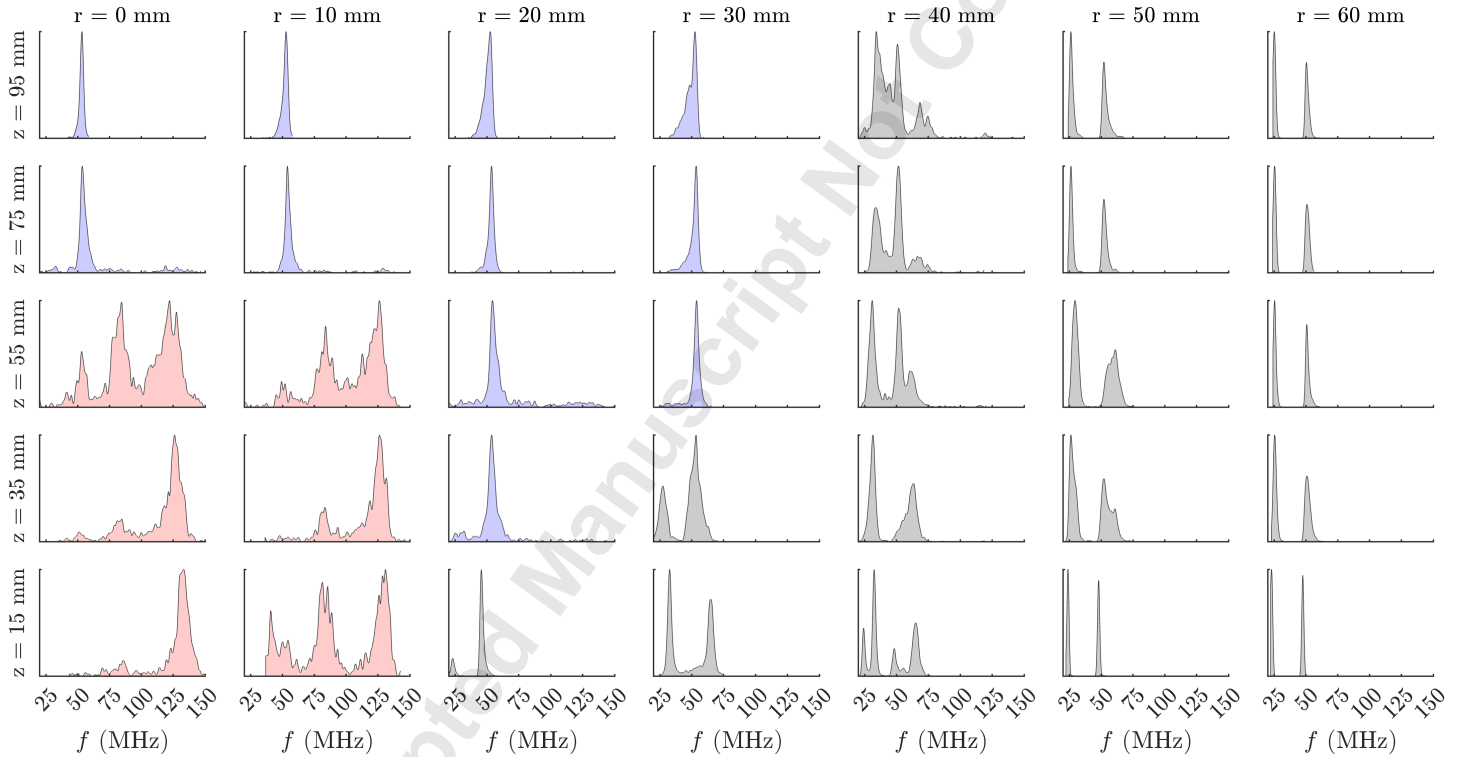 r = 0 mm r = 10 mm r = 20 mm r = 30 mm r = 40 mm r = 50 mm r = 60 mm
z = 95 mm
z = 75 mm
z = 55 mm
z = 35 mm
z = 15 mm
25 50 75 100 125 150 25 50 75 100 125 150 25 50 75 100 125 150 25 50 75 100 125 150 25 50 75 100 125 150 25 50 75 100 125 150 25 50 75 100 125 150
f (MHz) f (MHz) f (MHz) f (MHz) f (MHz) f (MHz) f (MHz)
pted Manuscript Not Co